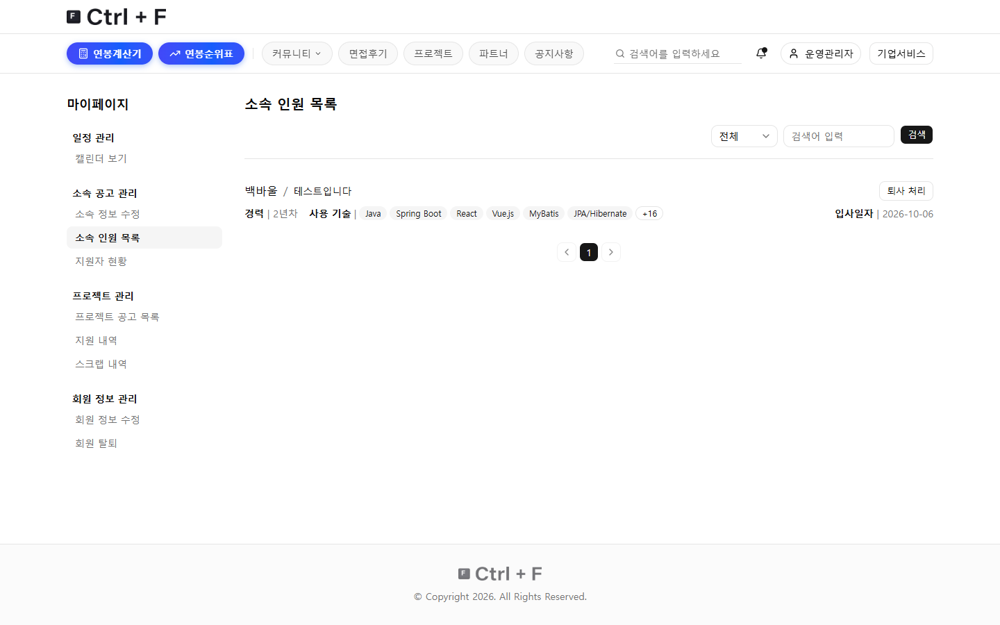 F Ctrl + F
연봉계산기 연봉순위표 커뮤니티 면접후기 프로젝트 파트너 공지사항 검색어를 입력하세요 운영관리자 기업서비스
마이페이지
일정 관리
캘린더 보기
소속 공고 관리
소속 정보 수정
소속 인원 목록
지원자 현황
프로젝트 관리
프로젝트 공고 목록
지원 내역
스크랩 내역
회원 정보 관리
회원 정보 수정
회원 탈퇴
소속 인원 목록
전체 검색어 입력 검색
백바울 / 테스트입니다 퇴사 처리
경력 | 2년차 사용 기술 | Java Spring Boot React Vue.js MyBatis JPA/Hibernate +16 입사일자 | 2026-10-06
1
F Ctrl + F
© Copyright 2026. All Rights Reserved.